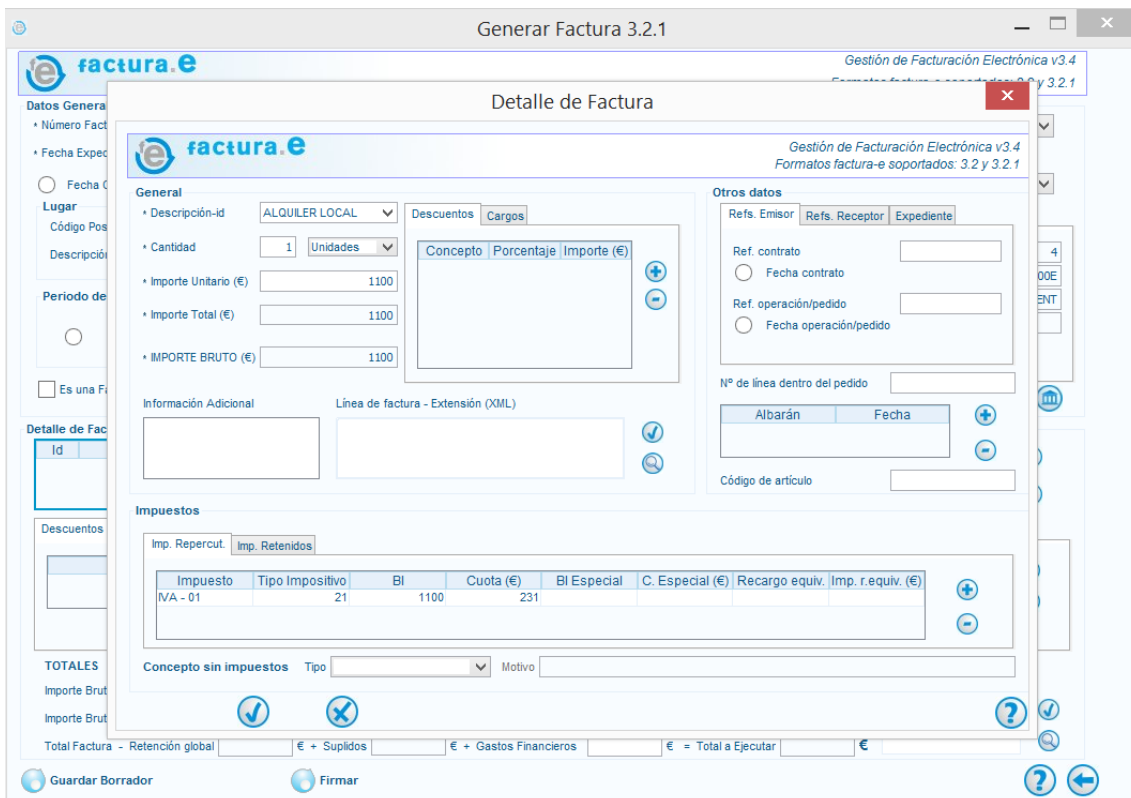 Generar Factura 3.2.1
factura.e
Gestión de Facturación Electrónica v3.4
y 3.2.1
Datos Genera
* Número Fact
* Fecha Exped
Fecha
Lugar
Código Pos
Descripció
Periodo de
Es una Fa
4
00E
ENT
Detalle de Factura
factura.e
Gestión de Facturación Electrónica v3.4
Formatos factura-e soportados: 3.2 y 3.2.1
General
* Descripción-id ALQUILER LOCAL
* Cantidad 1 Unidades
* Importe Unitario (€) 1100
* Importe Total (€) 1100
* IMPORTE BRUTO (€) 1100
Descuentos Cargos
Concepto Porcentaje Importe (€)
Información Adicional
Línea de factura - Extensión (XML)
Otros datos
Refs. Emisor Refs. Receptor Expediente
Ref. contrato
Fecha contrato
Ref. operación/pedido
Fecha operación/pedido
Nº de línea dentro del pedido
Albarán Fecha
Código de artículo
Impuestos
Imp. Repercut. Imp. Retenidos
Impuesto Tipo Impositivo BI Cuota (€) BI Especial C. Especial (€) Recargo equiv. Imp. r.equiv. (€)
IVA - 01 21 1100 231
Concepto sin impuestos Tipo Motivo
Detalle de Fac
Id
Descuentos
TOTALES
Importe Brut
Importe Brut
Total Factura - Retención global € + Suplidos € + Gastos Financieros € = Total a Ejecutar €
Guardar Borrador Firmar